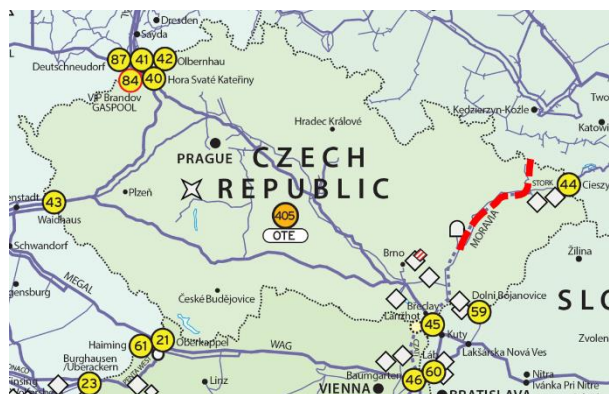 Dresden
Sayda
87
41
42
Olbernhau
Deutschneudorf
84
40
Hora Svaté Kateřiny
VIP Brandov
GASPOOL
Kędzierzyn-Koźle
Katowi
Hradec Králové
PRAGUE
CZECH
REPUBLIC
STORK
44
Cieszy
Plzeň
43
Waidhaus
405
OTE
MORAVIA
Schwandorf
Brno
Žilina
MEGAL
České Budějovice
Břeclav
Dolní Bojanovice
59
SLO
Lanžhot
45
Kuty
Zvolen
Haiming
61
21
Oberkappel
WAG
Lakšárska Nová Ves
Burghausen
/Überackern
23
Linz
Baumgarten
46
60
Láb
Nitra
Ivánka Pri Nitre
VIENNA
BRATISLAVA